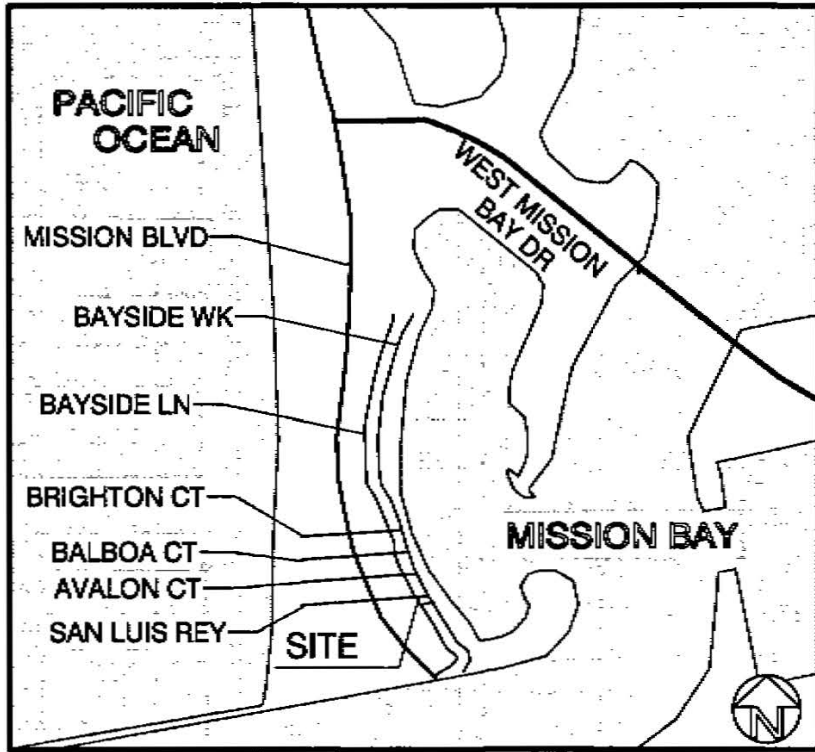 PACIFIC
OCEAN
WEST MISSION
BAY DR
MISSION BLVD
BAYSIDE WK
BAYSIDE LN
BRIGHTON CT
BALBOA CT
AVALON CT
SAN LUIS REY
SITE
MISSION BAY
N